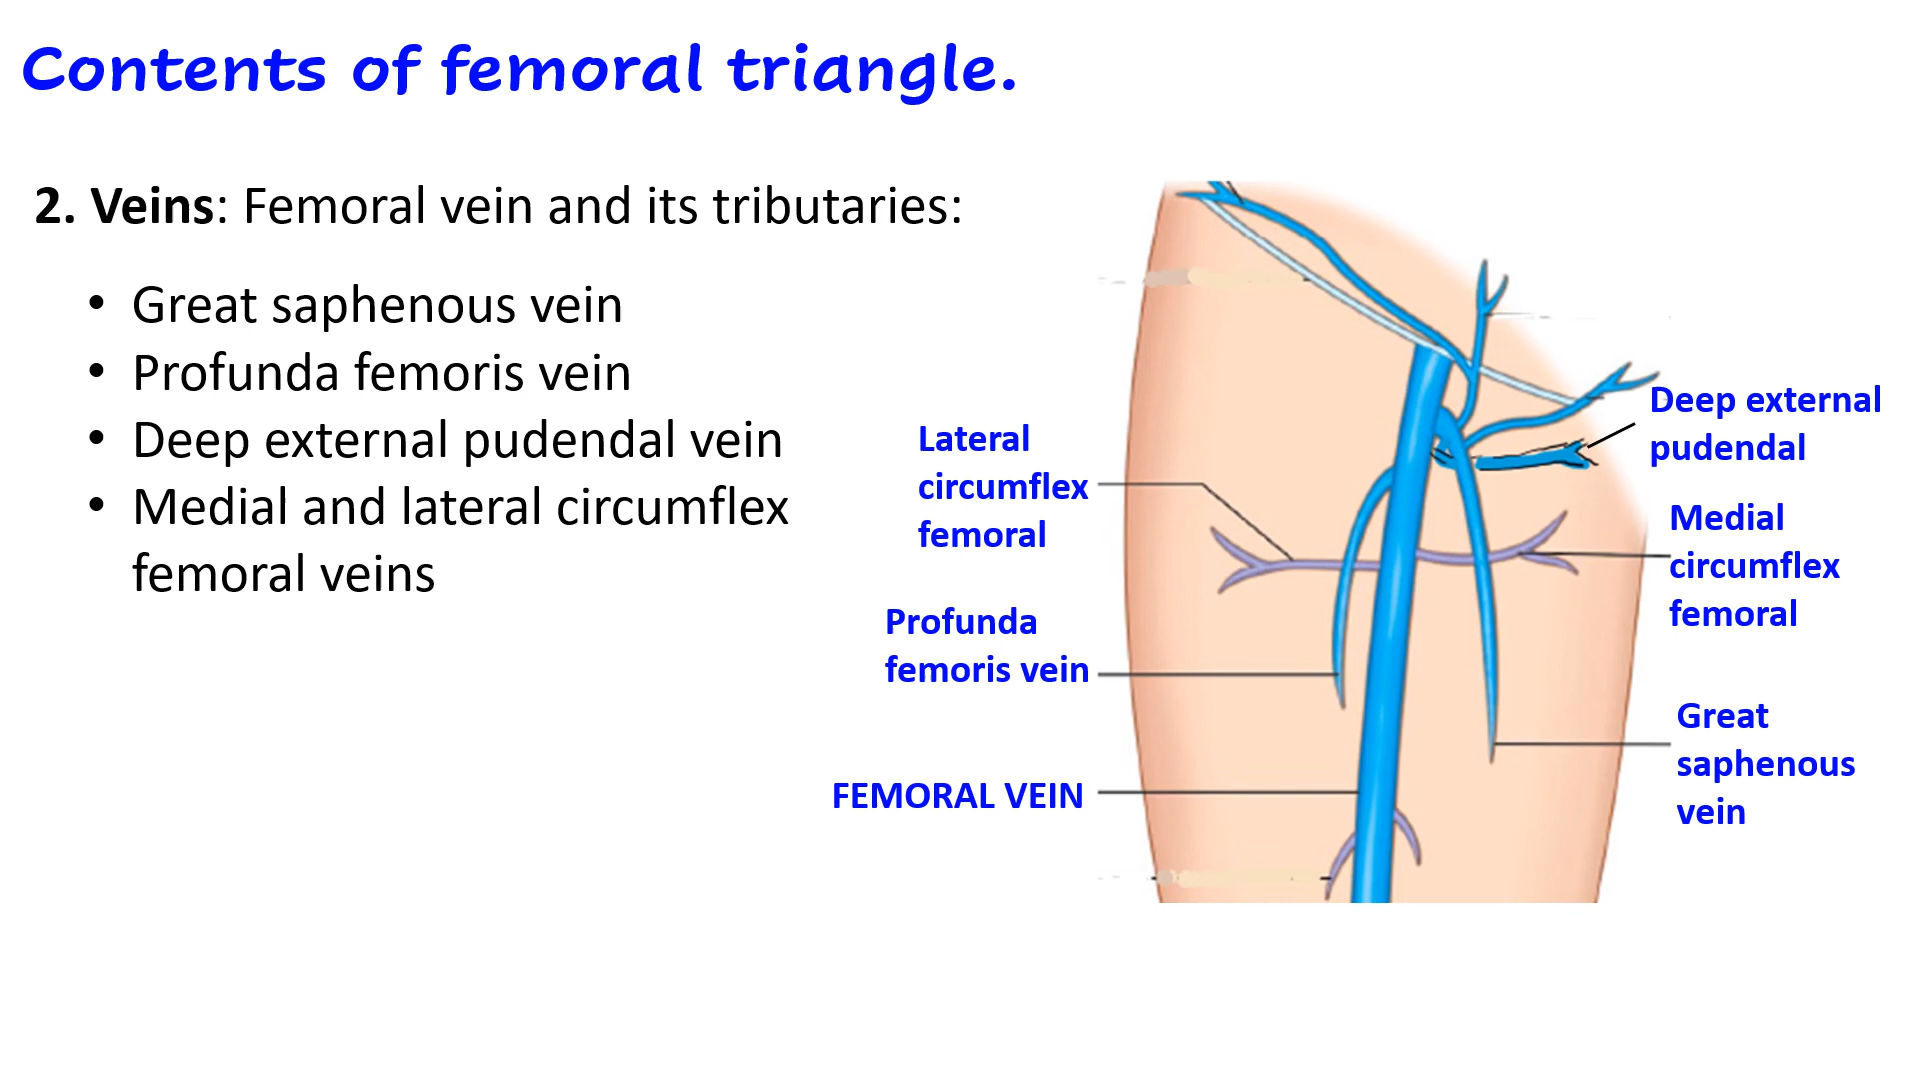 Contents of femoral triangle.
2. Veins: Femoral vein and its tributaries:
• Great saphenous vein
• Profunda femoris vein
• Deep external pudendal vein
• Medial and lateral circumflex
femoral veins
Lateral
circumflex
femoral
Profunda
femoris vein
FEMORAL VEIN
Deep external
pudendal
Medial
circumflex
femoral
Great
saphenous
vein